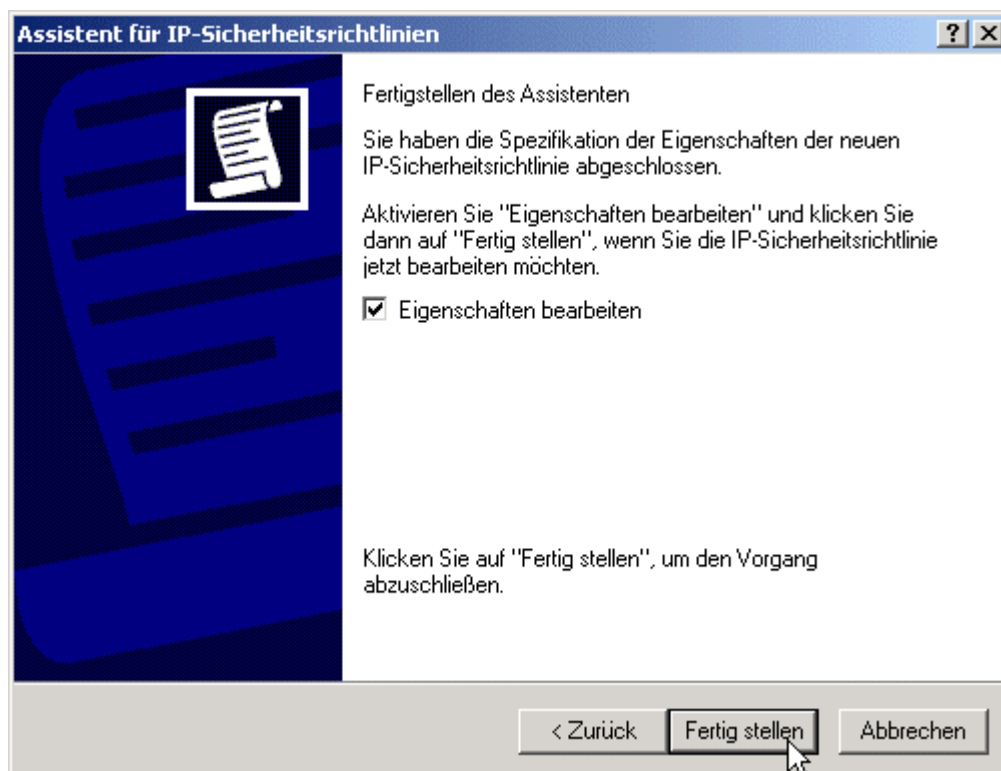 Assistent für IP-Sicherheitsrichtlinien
Fertigstellen des Assistenten
Sie haben die Spezifikation der Eigenschaften der neuen
IP-Sicherheitsrichtlinie abgeschlossen.
Aktivieren Sie "Eigenschaften bearbeiten" und klicken Sie
dann auf "Fertig stellen", wenn Sie die IP-Sicherheitsrichtlinie
jetzt bearbeiten möchten.
Eigenschaften bearbeiten
Klicken Sie auf "Fertig stellen", um den Vorgang
abzuschließen.
< Zurück Fertig stellen Abbrechen